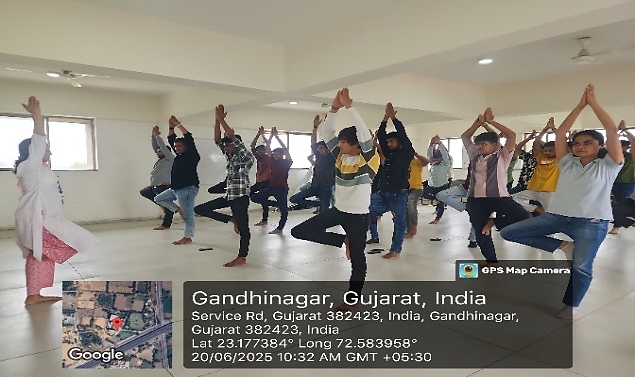 GPS Map Camera
Gandhinagar, Gujarat, India
Service Rd, Gujarat 382423, India, Gandhinagar,
Gujarat 382423, India
Lat 23.177384° Long 72.583958°
20/06/2025 10:32 AM GMT +05:30
Google